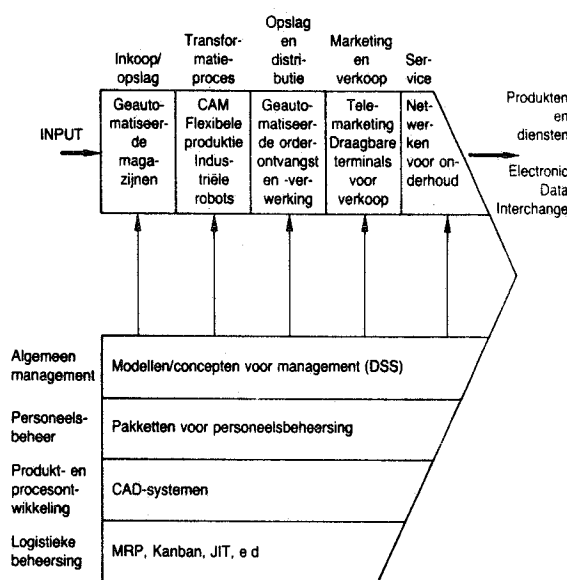 Inkoop/
opslag
Transfor-
matie-
proces
Opslag
en
distri-
butie
Marketing
en
verkoop
Ser-
vice
INPUT
Geauto-
matiseer-
de
maga-
zijnen
CAM
Flexibele
produktie
Indus-
triële
robots
Geauto-
matiseer-
de order-
ontvangst
en -ver-
werking
Tele-
marketing
Draagbare
terminals
voor
verkoop
Net-
wer-
ken
voor on-
derhoud
Produkten
en
diensten
Electronic
Data
Interchange
Algemeen
management
Modellen/concepten voor management (DSS)
Personeels-
beheer
Pakketten voor personeelsbeheersing
Produkt- en
procesont-
wikkeling
CAD-systemen
Logistieke
beheersing
MRP, Kanban, JIT, e d